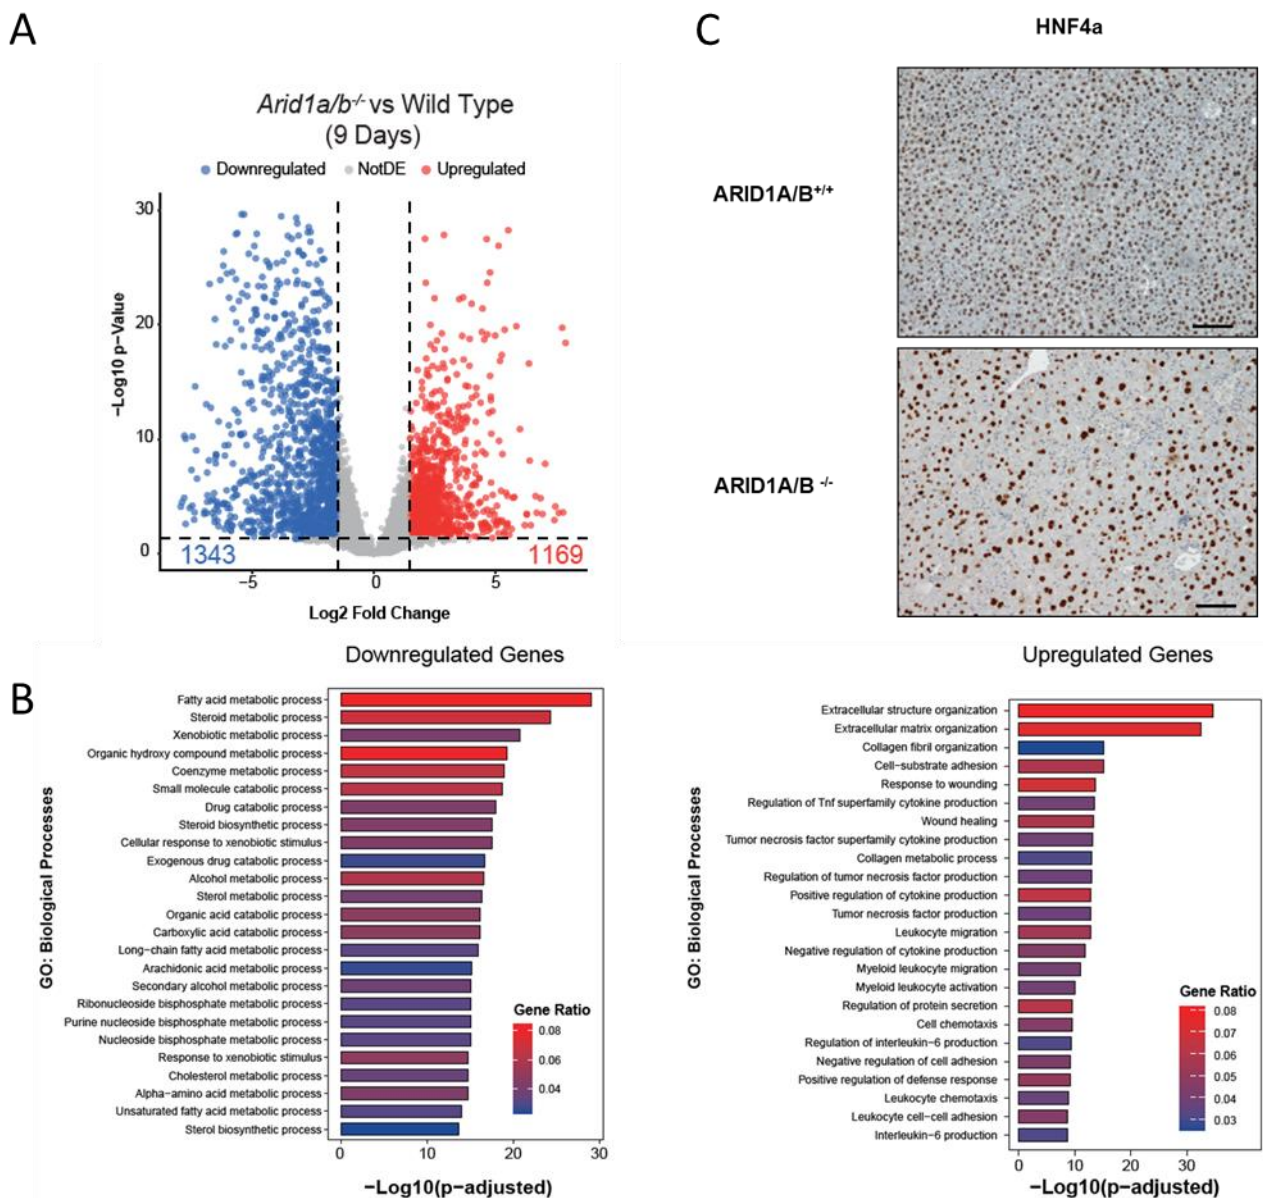 A
Arid1a/b-/- vs Wild Type
(9 Days)
Downregulated NotDE Upregulated
−Log10 p-Value
30
20
10
0
1343
1169
−5 0 5
Log2 Fold Change
C
HNF4a
ARID1A/B+/+
ARID1A/B -/-
B
Downregulated Genes
GO: Biological Processes
Fatty acid metabolic process
Steroid metabolic process
Xenobiotic metabolic process
Organic hydroxy compound metabolic process
Coenzyme metabolic process
Small molecule catabolic process
Drug catabolic process
Steroid biosynthetic process
Cellular response to xenobiotic stimulus
Exogenous drug catabolic process
Alcohol metabolic process
Sterol metabolic process
Organic acid catabolic process
Carboxylic acid catabolic process
Long−chain fatty acid metabolic process
Arachidonic acid metabolic process
Secondary alcohol metabolic process
Ribonucleoside bisphosphate metabolic process
Purine nucleoside bisphosphate metabolic process
Nucleoside bisphosphate metabolic process
Response to xenobiotic stimulus
Cholesterol metabolic process
Alpha−amino acid metabolic process
Unsaturated fatty acid metabolic process
Sterol biosynthetic process
Gene Ratio
0.08
0.06
0.04
0 10 20 30
−Log10(p−adjusted)
Upregulated Genes
GO: Biological Processes
Extracellular structure organization
Extracellular matrix organization
Collagen fibril organization
Cell−substrate adhesion
Response to wounding
Regulation of Tnf superfamily cytokine production
Wound healing
Tumor necrosis factor superfamily cytokine production
Collagen metabolic process
Regulation of tumor necrosis factor production
Positive regulation of cytokine production
Tumor necrosis factor production
Leukocyte migration
Negative regulation of cytokine production
Myeloid leukocyte migration
Myeloid leukocyte activation
Regulation of protein secretion
Cell chemotaxis
Regulation of interleukin−6 production
Negative regulation of cell adhesion
Positive regulation of defense response
Leukocyte chemotaxis
Leukocyte cell−cell adhesion
Interleukin−6 production
Gene Ratio
0.08
0.07
0.06
0.05
0.04
0.03
0 10 20 30
−Log10(p−adjusted)